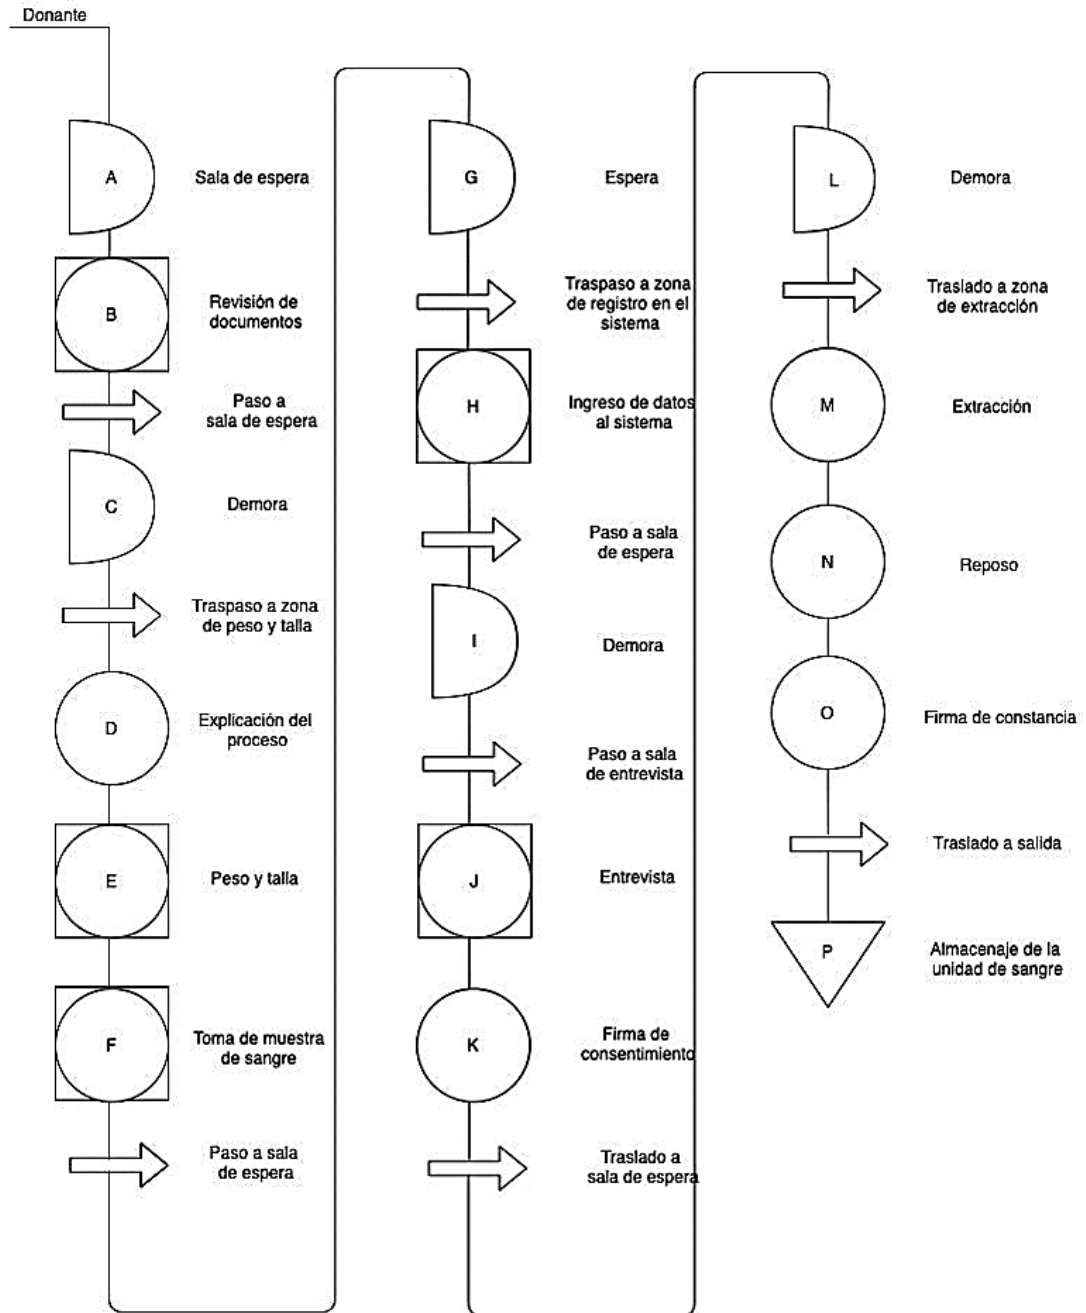 Donante
A
Sala de espera
B
Revisión de
documentos
Paso a
sala de espera
C
Demora
Traspaso a zona
de peso y talla
D
Explicación del
proceso
E
Peso y talla
F
Toma de muestra
de sangre
Paso a sala
de espera
G
Espera
Traspaso a zona
de registro en el
sistema
H
Ingreso de datos
al sistema
Paso a sala
de espera
I
Demora
Paso a sala
de entrevista
J
Entrevista
K
Firma de
consentimiento
Traslado a
sala de espera
L
Demora
Traslado a zona
de extracción
M
Extracción
N
Reposo
O
Firma de constancia
Traslado a salida
P
Almacenaje de la
unidad de sangre